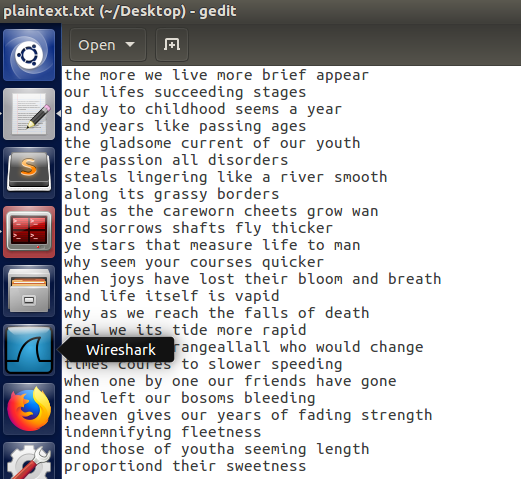 plaintext.txt (~/Desktop) - gedit
Open
the more we live more brief appear
our lifes succeeding stages
a day to childhood seems a year
and years like passing ages
the gladsome current of our youth
ere passion all disorders
steals lingering like a river smooth
along its grassy borders
but as the careworn cheets grow wan
and sorrows shafts fly thicker
ye stars that measure life to man
why seem your courses quicker
when joys have lost their bloom and breath
and life itself is vapid
why as we reach the falls of death
feel we its tide more rapid
Wireshark
rangeallall who would change
times coures to slower speeding
when one by one our friends have gone
and left our bosoms bleeding
heaven gives our years of fading strength
indemnifying fleetness
and those of youtha seeming length
proportiond their sweetness